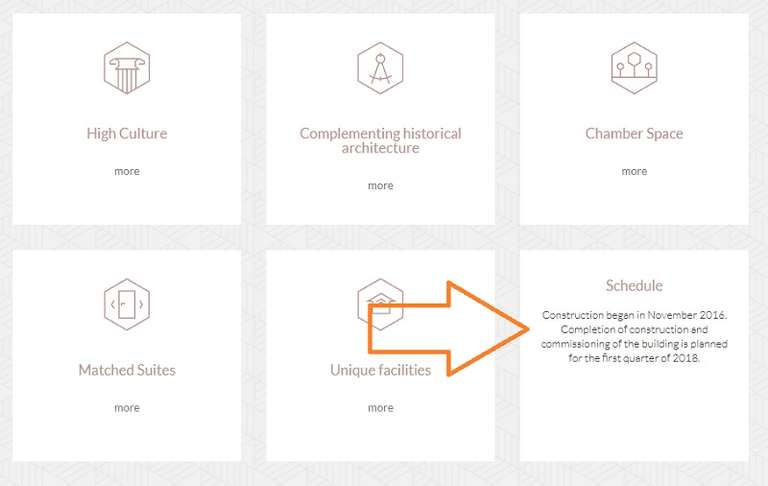 High Culture
more
Complementing historical
architecture
more
Chamber Space
more
Matched Suites
more
Unique facilities
more
Schedule
Construction began in November 2016.
Completion of construction and
commissioning of the building is planned
for the first quarter of 2018.